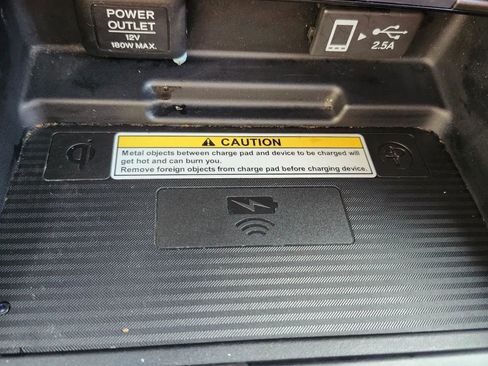 POWER
OUTLET
12V
180W MAX.
2.5A
CAUTION
Metal objects between charge pad and device to be charged will
get hot and can burn you.
Remove foreign objects from charge pad before charging device.